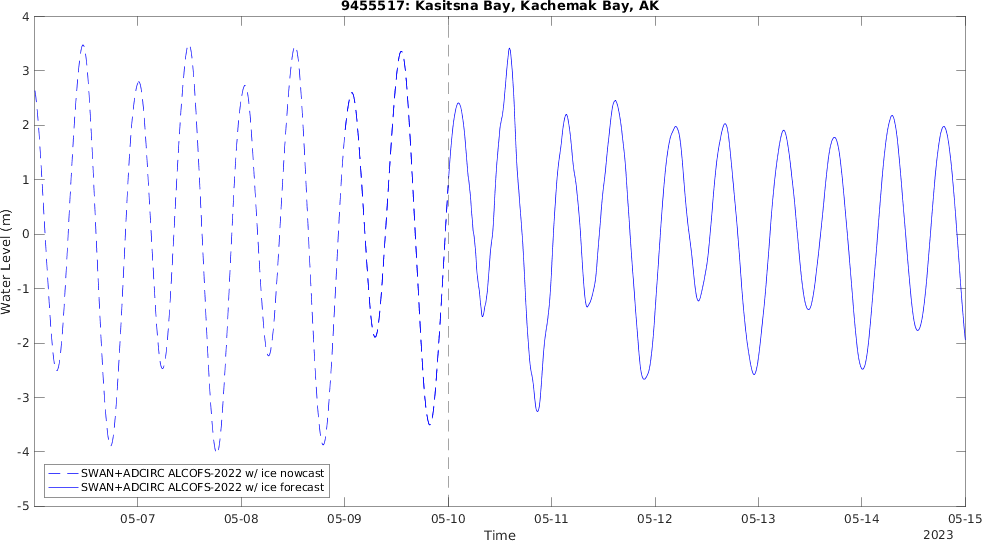 9455517: Kasitsna Bay, Kachemak Bay, AK
4
3
2
1
0
-1
-2
-3
-4
-5
Water Level (m)
SWAN+ADCIRC ALCOFS-2022 w/ ice nowcast
SWAN+ADCIRC ALCOFS-2022 w/ ice forecast
05-07 05-08 05-09 05-10 05-11 05-12 05-13 05-14 05-15
Time
2023